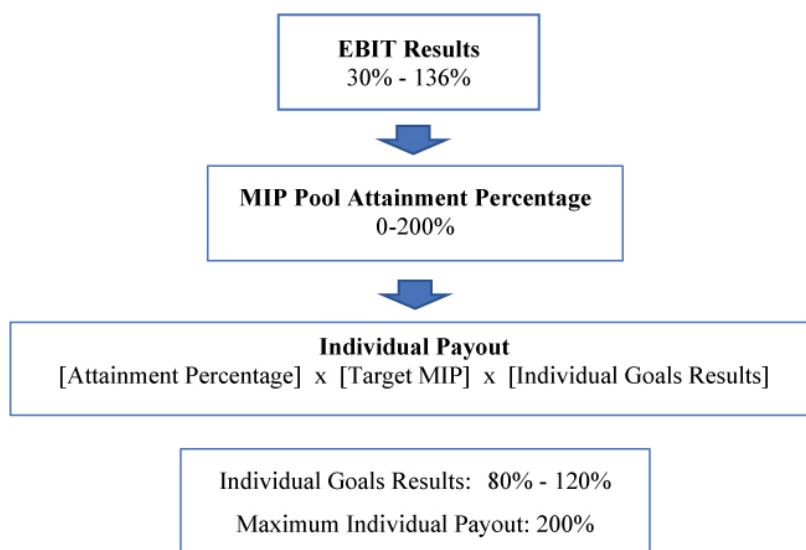 EBIT Results
30% - 136%
MIP Pool Attainment Percentage
0-200%
Individual Payout
[Attainment Percentage] x [Target MIP] x [Individual Goals Results]
Individual Goals Results: 80% - 120%
Maximum Individual Payout: 200%